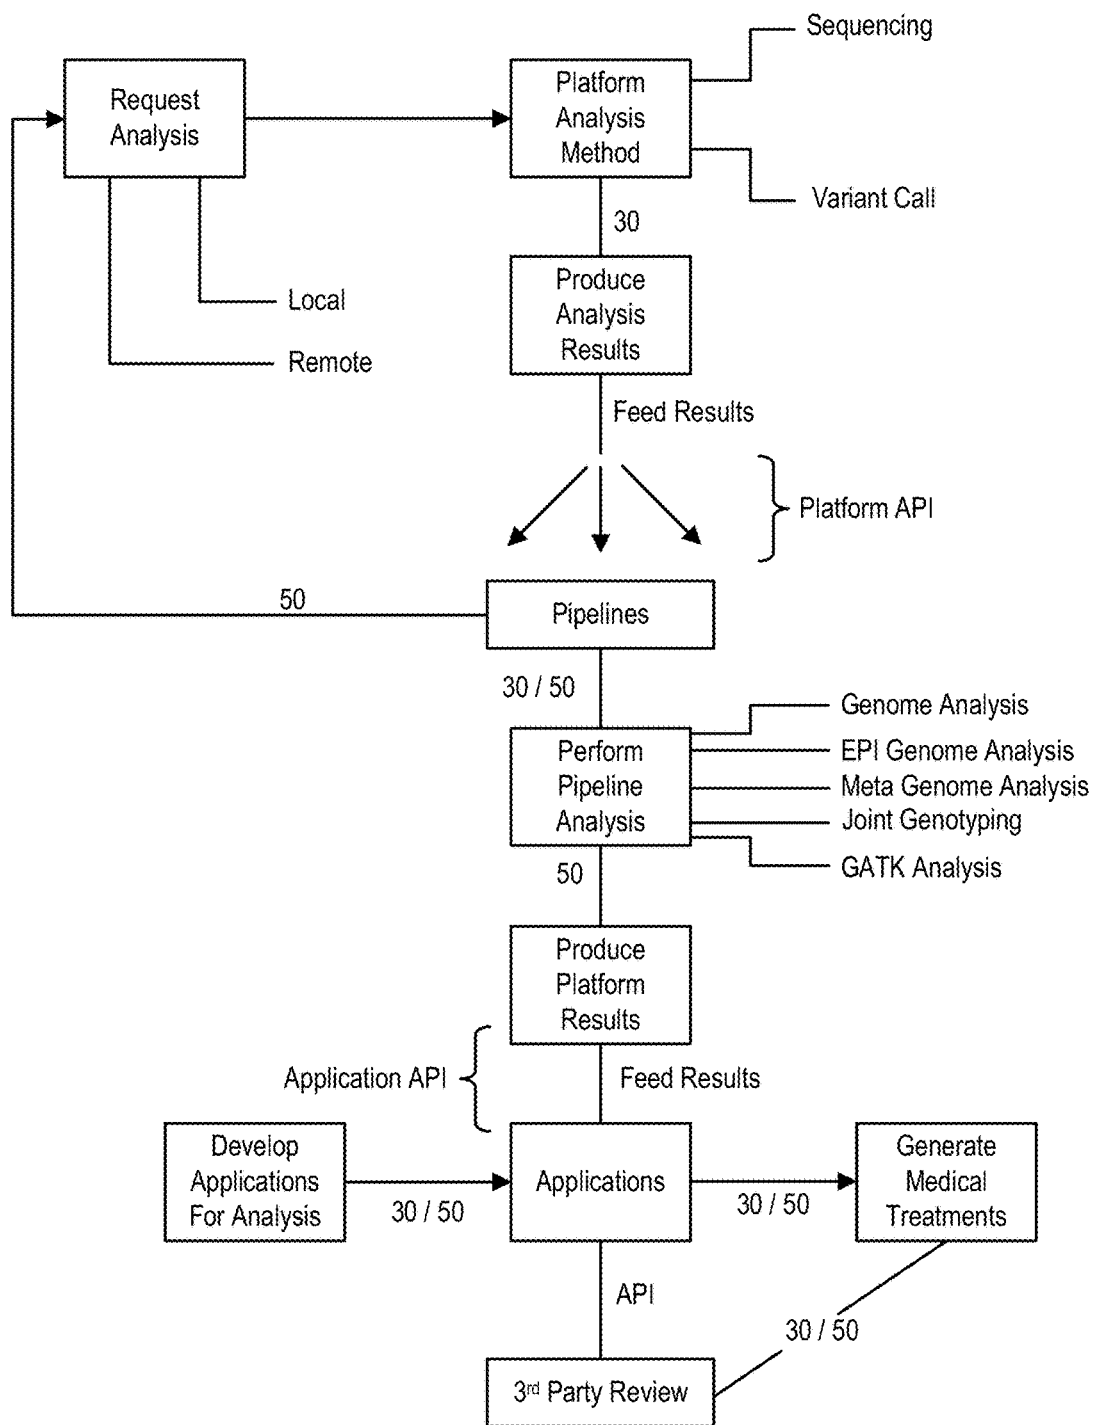 Sequencing
Request
Analysis
Platform
Analysis
Method
Variant Call
30
Local
Remote
Produce
Analysis
Results
Feed Results
Platform API
50
Pipelines
30 / 50
Perform
Pipeline
Analysis
Genome Analysis
EPI Genome Analysis
Meta Genome Analysis
Joint Genotyping
GATK Analysis
50
Produce
Platform
Results
Application API
Feed Results
Develop
Applications
For Analysis
30 / 50
Applications
30 / 50
Generate
Medical
Treatments
API
30 / 50
3rd Party Review